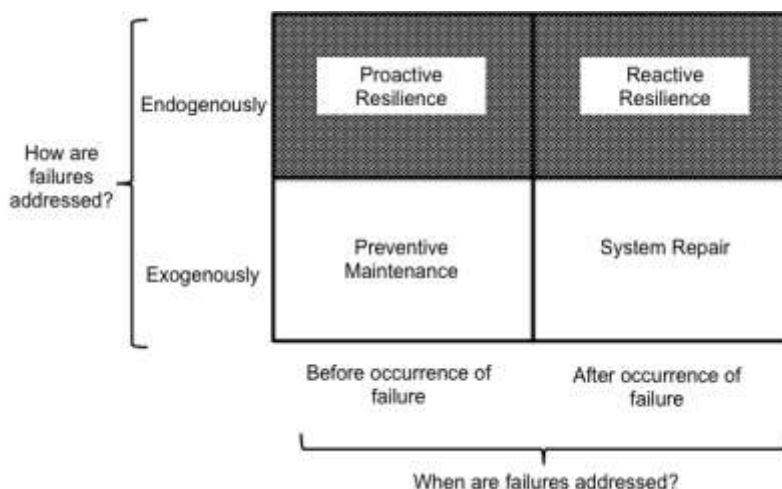 Proactive
Resilience
Reactive
Resilience
Endogenously
How are
failures
addressed?
Preventive
Maintenance
System Repair
Exogenously
Before occurrence of
failure
After occurrence of
failure
When are failures addressed?